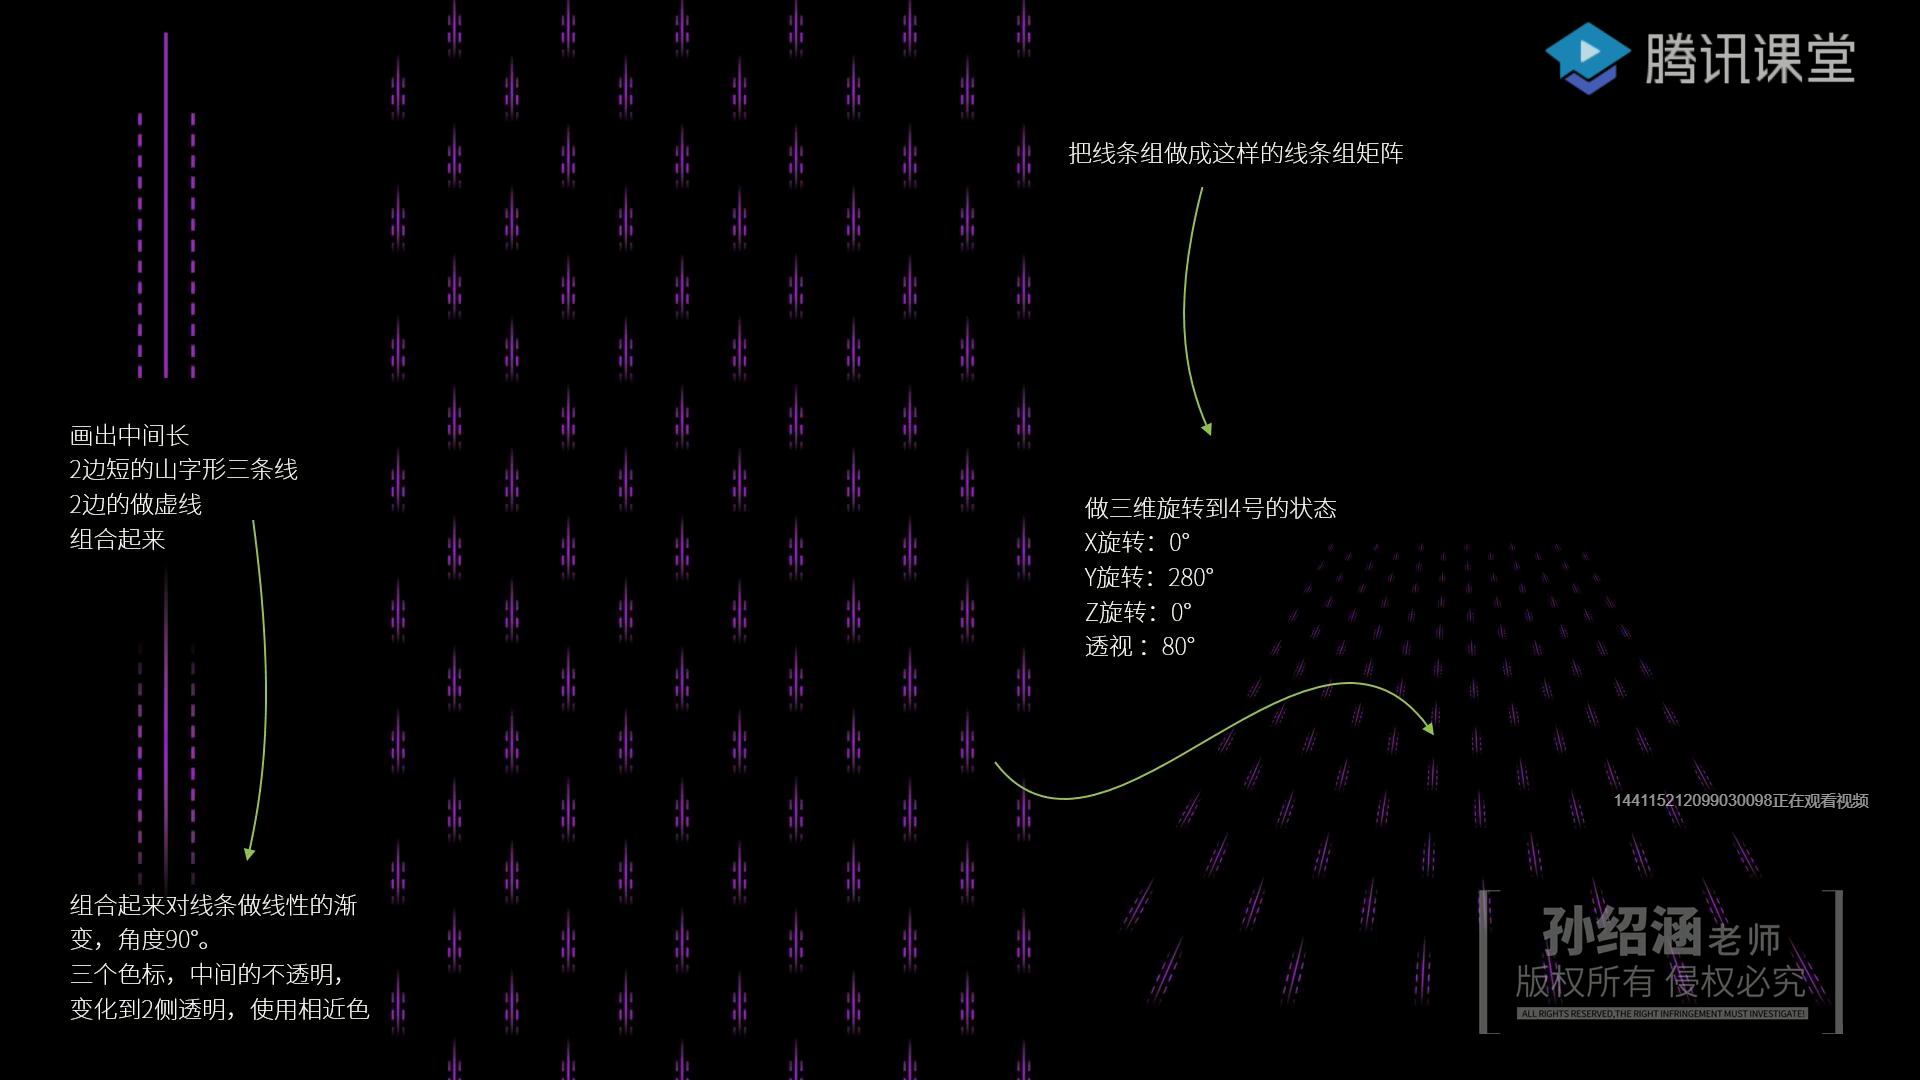 腾讯课堂
把线条组做成这样的线条组矩阵
画出中间长
2边短的山字形三条线
2边的做虚线
组合起来
做三维旋转到4号的状态
X旋转：0°
Y旋转：280°
Z旋转：0°
透视 ：80°
144115212099030098正在观看视频
组合起来对线条做线性的渐
变，角度90°。
三个色标，中间的不透明，
变化到2侧透明，使用相近色
孙绍涵老师
版权所有 侵权必究
ALL RIGHTS RESERVED,THE RIGHT INFRINGEMENT MUST INVESTIGATE!